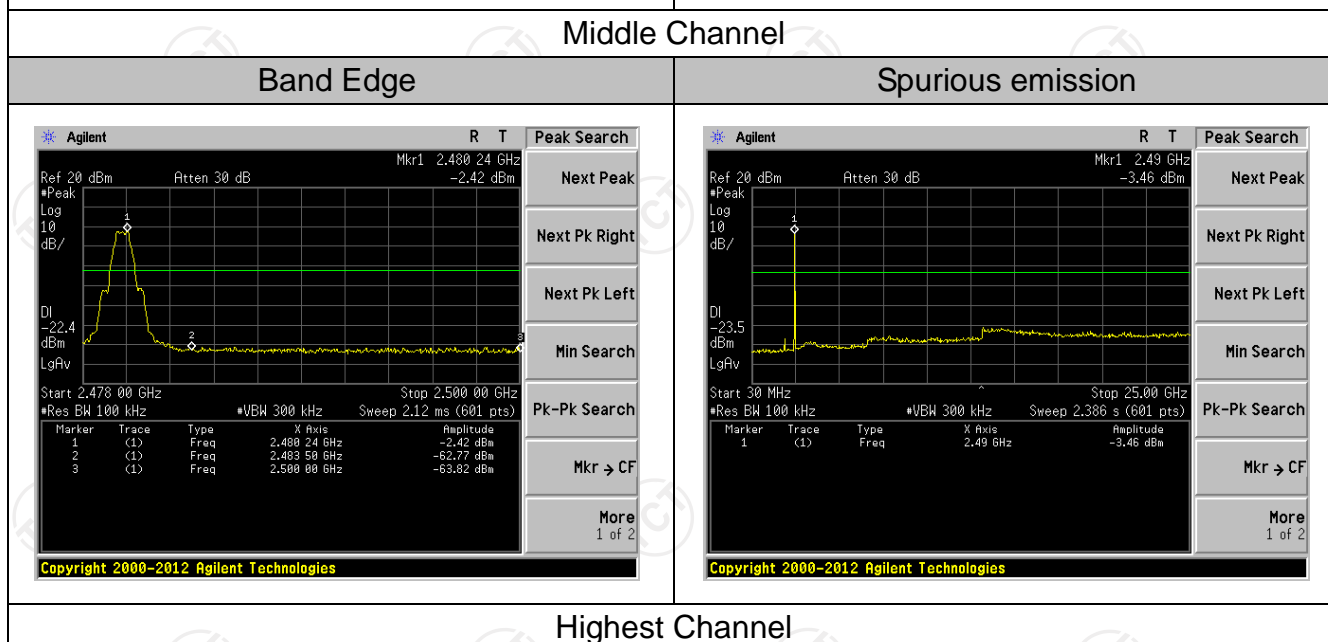 Middle Channel
Band Edge
Spurious emission
Agilent R T Peak Search
Mkr1 2.480 24 GHz
Ref 20 dBm Atten 30 dB -2.42 dBm
#Peak
Log
10
dB/
1
2
3
DI
-22.4
dBm
LgAv
Start 2.478 00 GHz Stop 2.500 00 GHz
#Res BW 100 kHz #VBW 300 kHz Sweep 2.12 ms (601 pts)
Marker Trace Type X Axis Amplitude
1 (1) Freq 2.480 24 GHz -2.42 dBm
2 (1) Freq 2.483 50 GHz -62.77 dBm
3 (1) Freq 2.500 00 GHz -63.82 dBm
Next Peak
Next Pk Right
Next Pk Left
Min Search
Pk-Pk Search
Mkr → CF
More
1 of 2
Copyright 2000-2012 Agilent Technologies
Agilent R T Peak Search
Mkr1 2.49 GHz
Ref 20 dBm Atten 30 dB -3.46 dBm
#Peak
Log
10
dB/
1
DI
-23.5
dBm
LgAv
Start 30 MHz Stop 25.00 GHz
#Res BW 100 kHz #VBW 300 kHz Sweep 2.386 s (601 pts)
Marker Trace Type X Axis Amplitude
1 (1) Freq 2.49 GHz -3.46 dBm
Next Peak
Next Pk Right
Next Pk Left
Min Search
Pk-Pk Search
Mkr → CF
More
1 of 2
Copyright 2000-2012 Agilent Technologies
Highest Channel